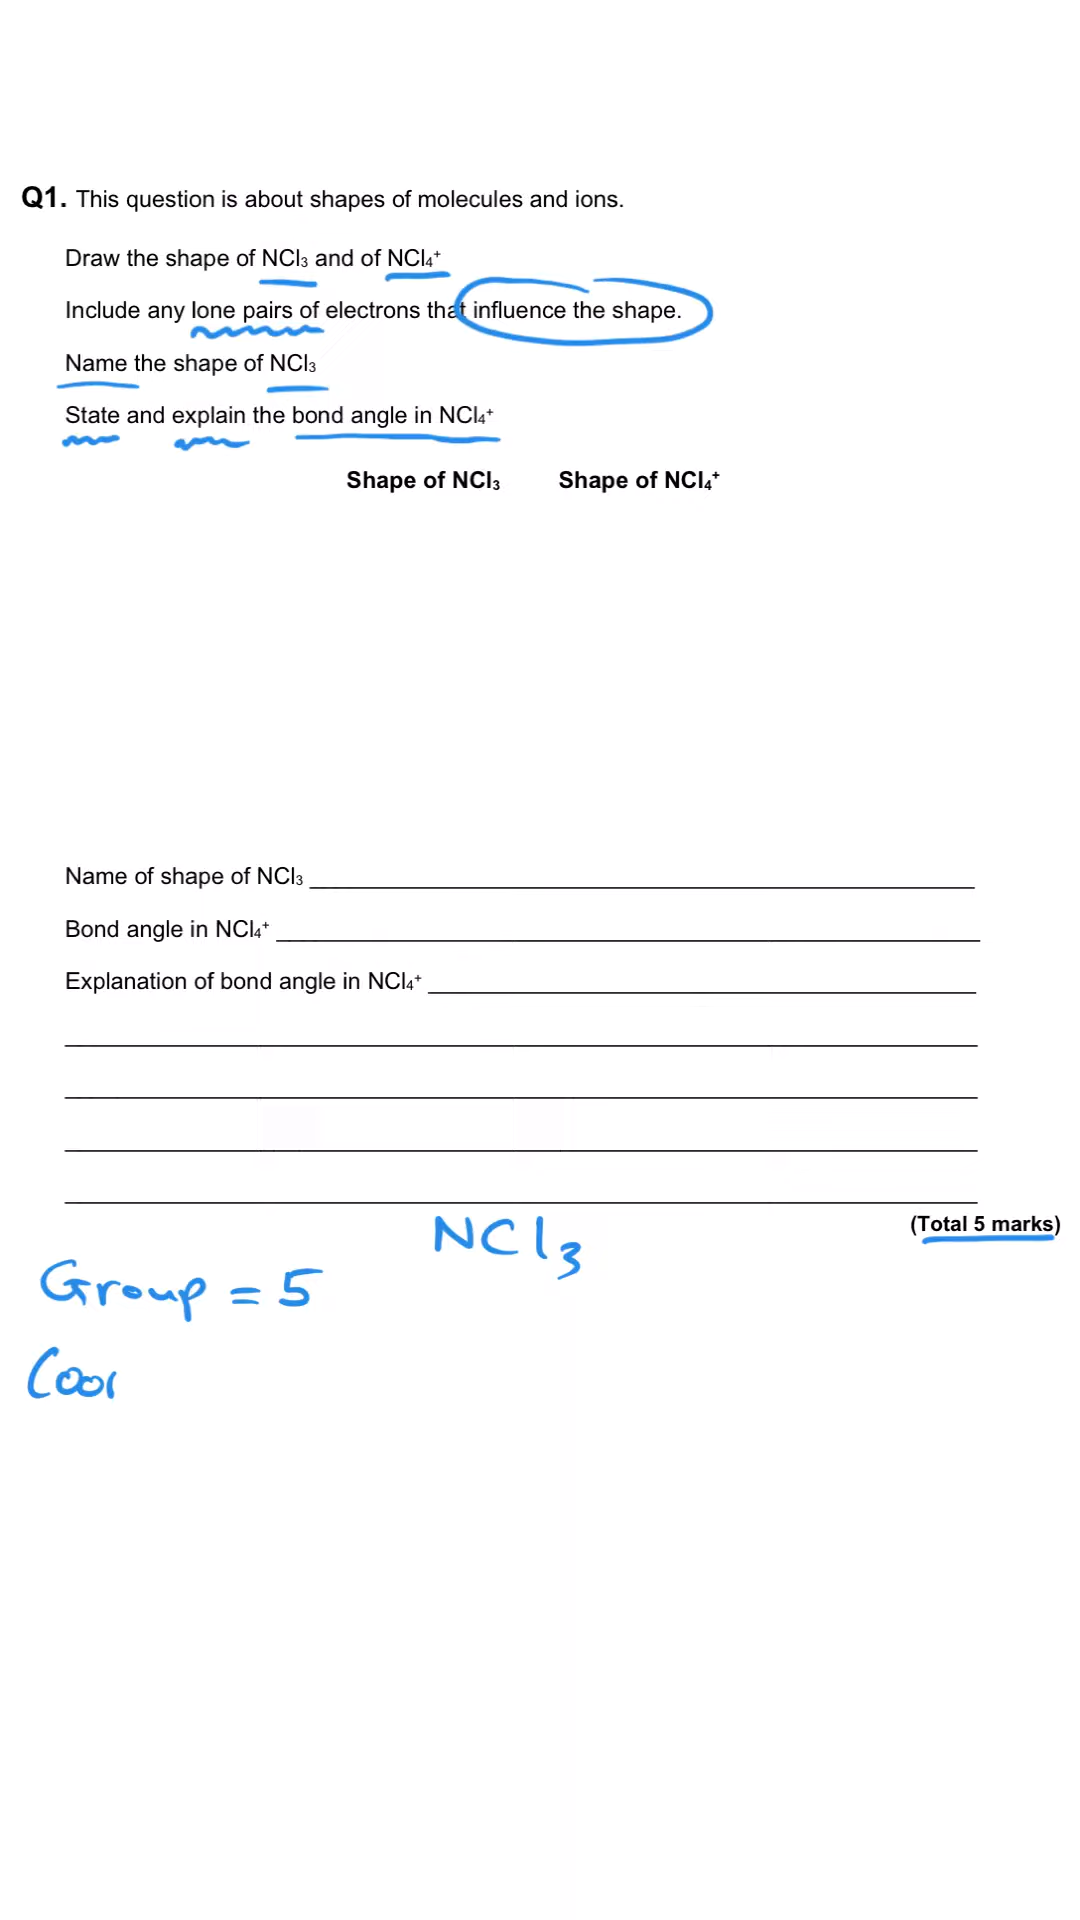 Q1. This question is about shapes of molecules and ions.
Draw the shape of NCl₃ and of NCl₄⁺
Include any lone pairs of electrons that influence the shape.
Name the shape of NCl₃
State and explain the bond angle in NCl₄⁺
Shape of NCl₃ Shape of NCl₄⁺
Name of shape of NCl₃
Bond angle in NCl₄⁺
Explanation of bond angle in NCl₄⁺
(Total 5 marks)
NCl₃
Group = 5
Coor